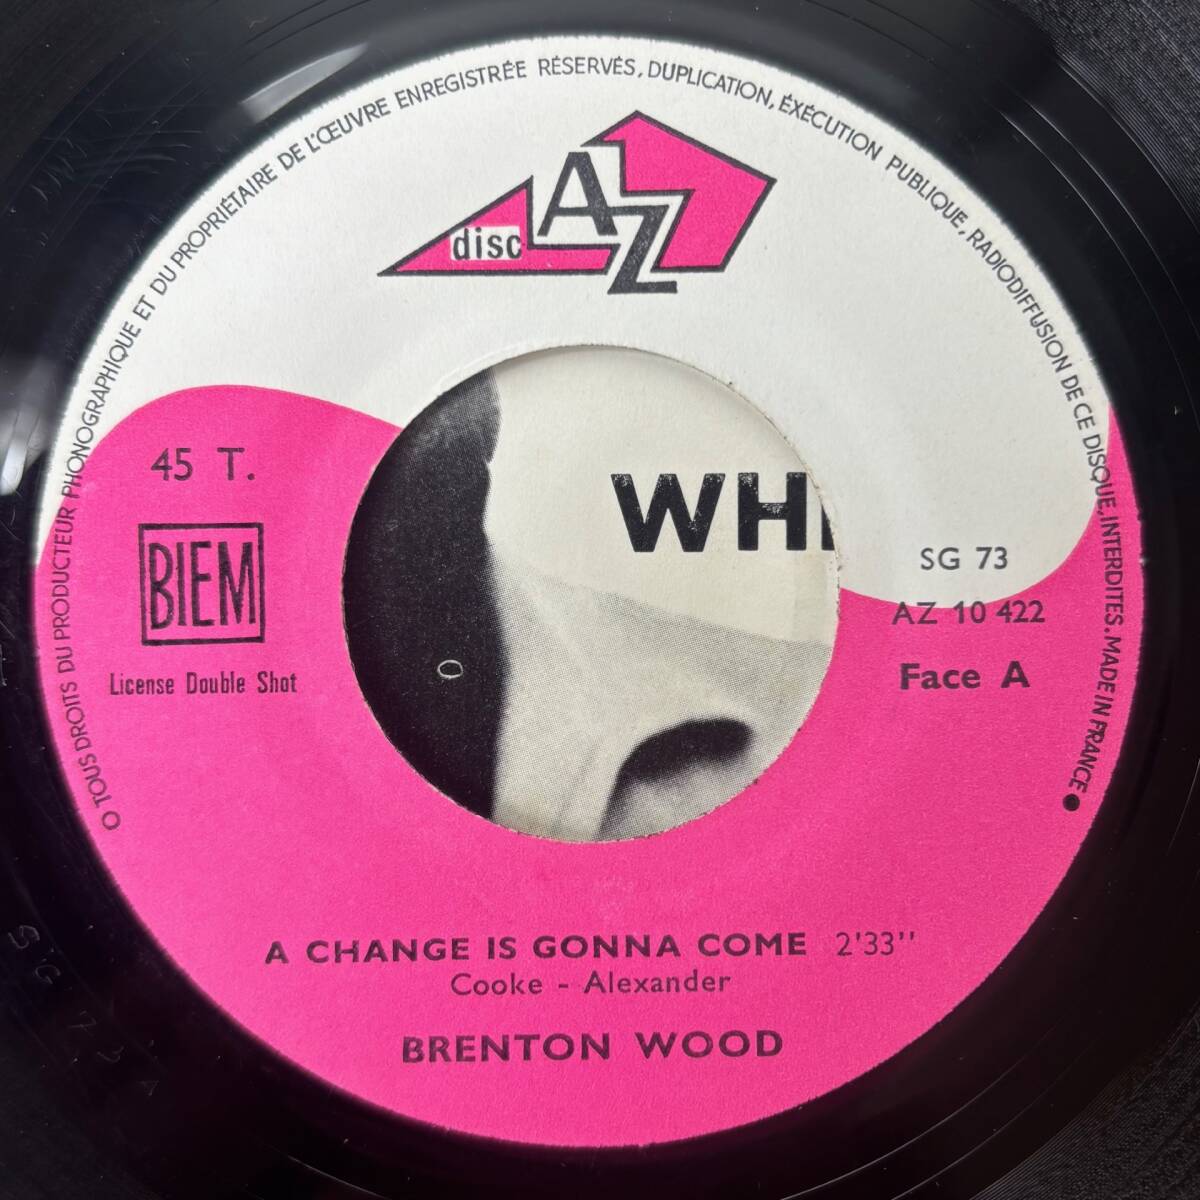 O TOUS DROITS DU PRODUCTEUR PHONOGRAPHIQUE ET DU PROPRIÉTAIRE DE L'ŒUVRE ENREGISTRÉE RÉSERVÉS, DUPLICATION, ÉXÉCUTION PUBLIQUE, RADIODIFFUSION DE CE DISQUE, INTERDITES. MADE IN FRANCE ●
disc AZ
45 T.
BIEM
License Double Shot
WH
SG 73
AZ 10 422
Face A
A CHANGE IS GONNA COME 2'33''
Cooke - Alexander
BRENTON WOOD